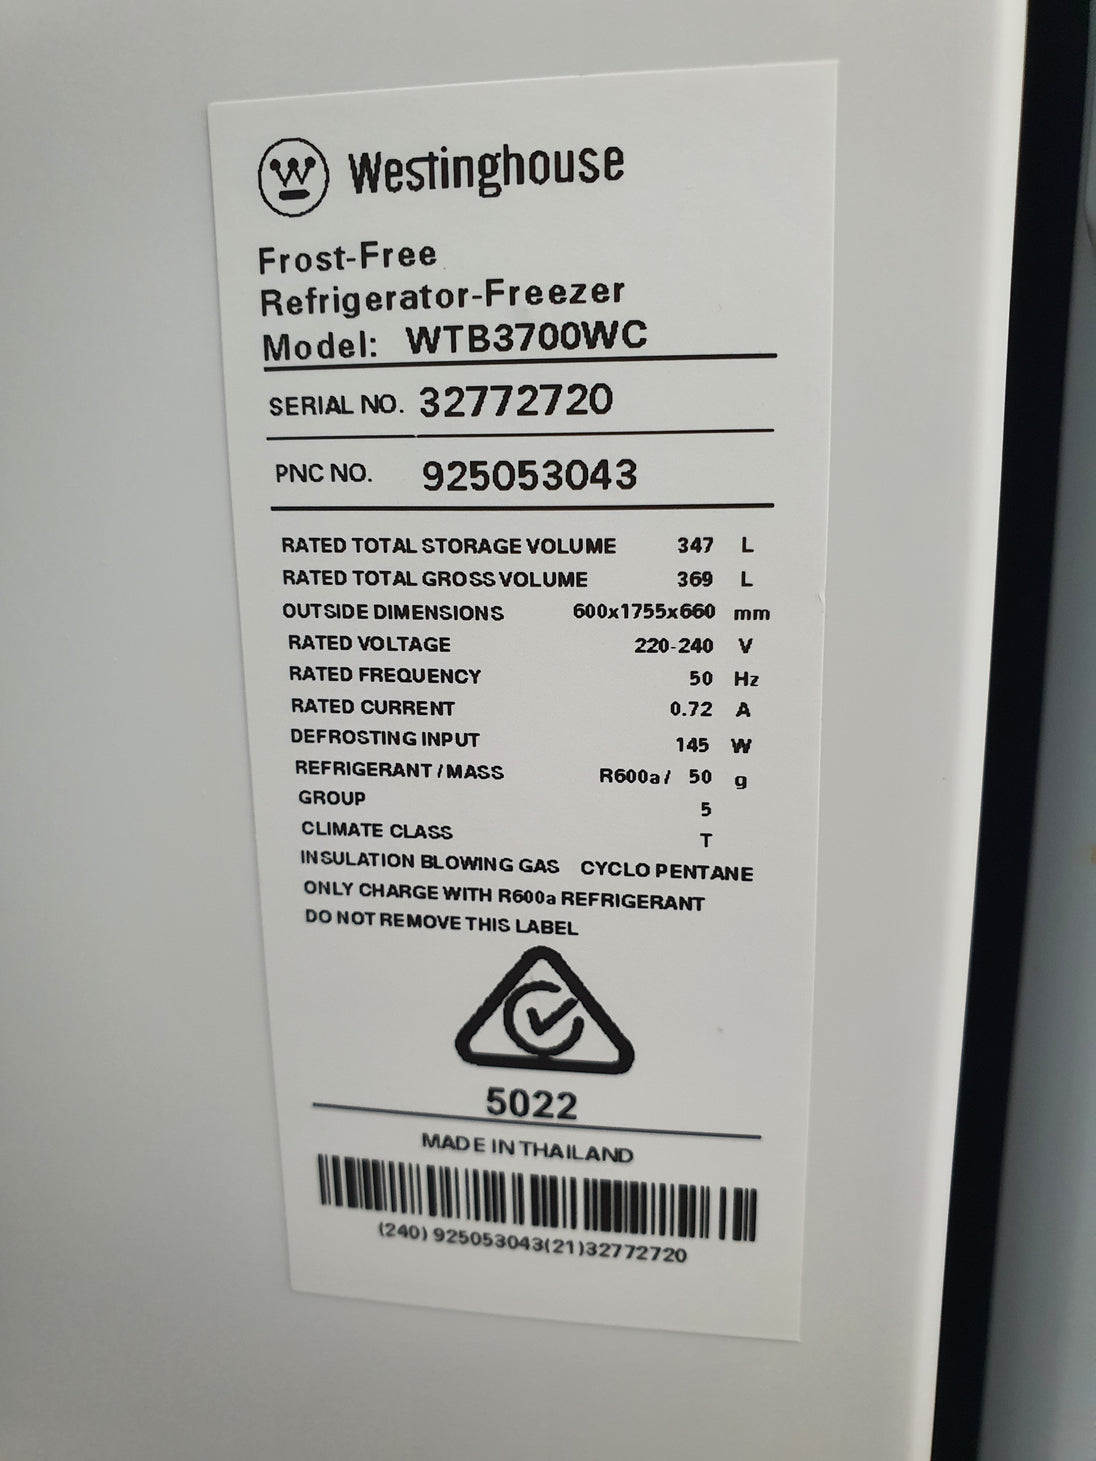 Westinghouse
Frost-Free
Refrigerator-Freezer
Model: WTB3700WC
SERIAL NO. 32772720
PNC NO. 925053043
RATED TOTAL STORAGE VOLUME 347 L
RATED TOTAL GROSS VOLUME 369 L
OUTSIDE DIMENSIONS 600x1755x660 mm
RATED VOLTAGE 220-240 V
RATED FREQUENCY 50 Hz
RATED CURRENT 0.72 A
DEFROSTING INPUT 145 W
REFRIGERANT / MASS R600a / 50 g
GROUP 5
CLIMATE CLASS T
INSULATION BLOWING GAS CYCLO PENTANE
ONLY CHARGE WITH R600a REFRIGERANT
DO NOT REMOVE THIS LABEL
5022
MADE IN THAILAND
(240) 925053043(21)32772720